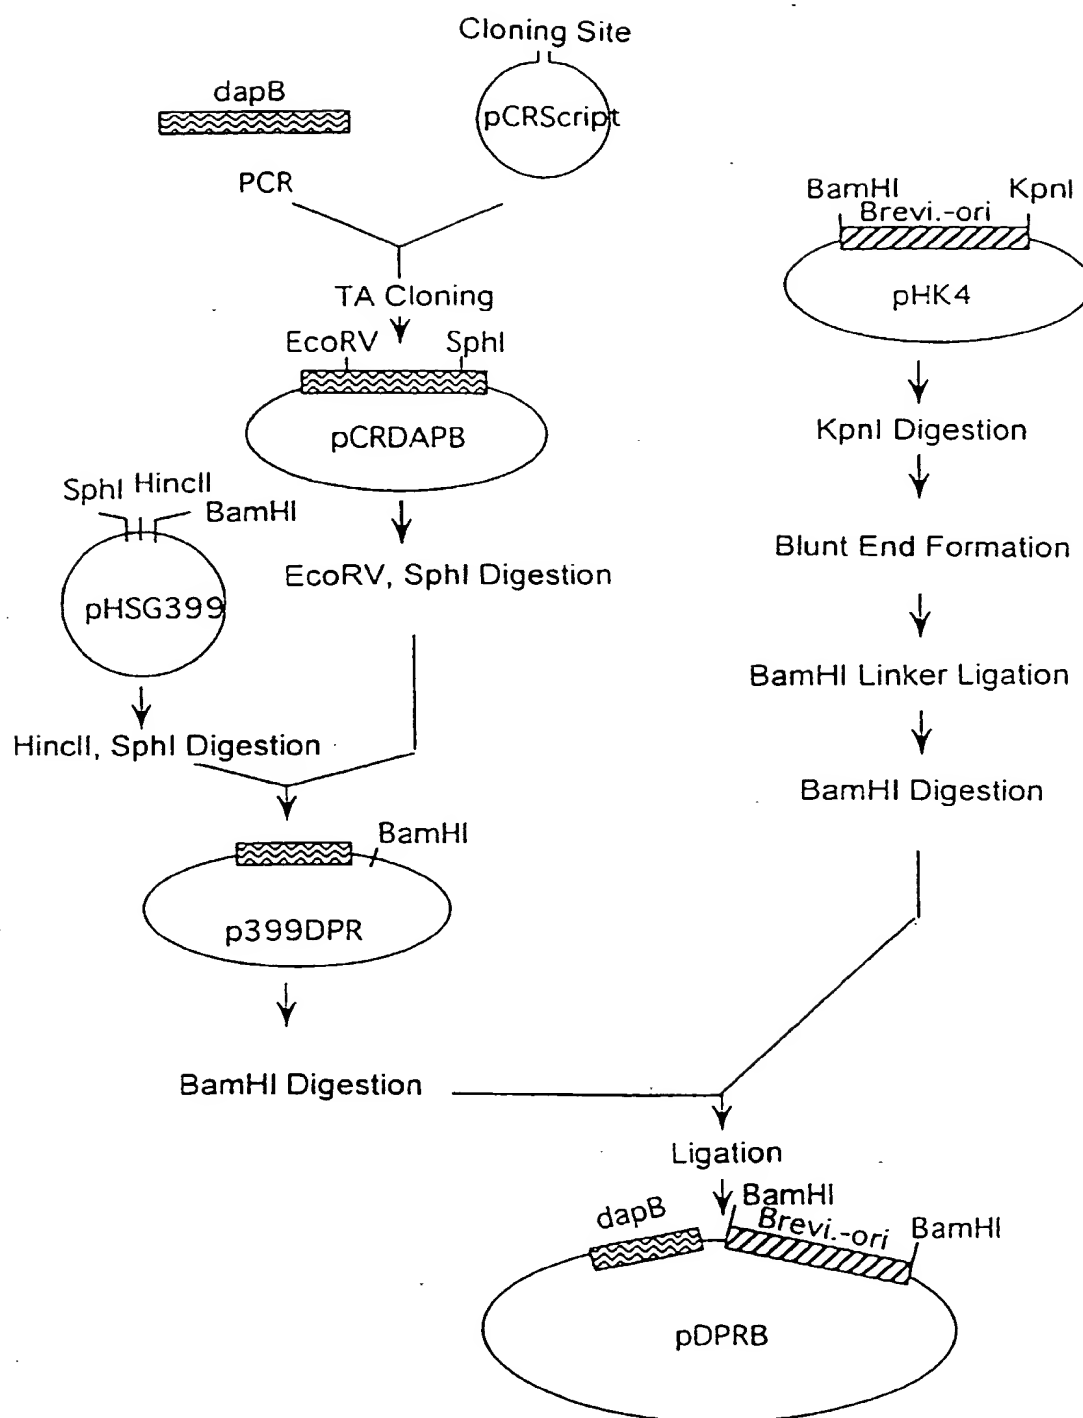 Cloning Site
dapB
pCRScript
PCR
BamHI
KpnI
Brevi.-ori
pHK4
TA Cloning
EcoRV
SphI
pCRDAPB
KpnI Digestion
SphI
HincII
BamHI
pHSG399
EcoRV, SphI Digestion
Blunt End Formation
BamHI Linker Ligation
HincII, SphI Digestion
BamHI Digestion
BamHI
p399DPR
BamHI Digestion
Ligation
dapB
BamHI
Brevi.-ori
BamHI
pDPRB